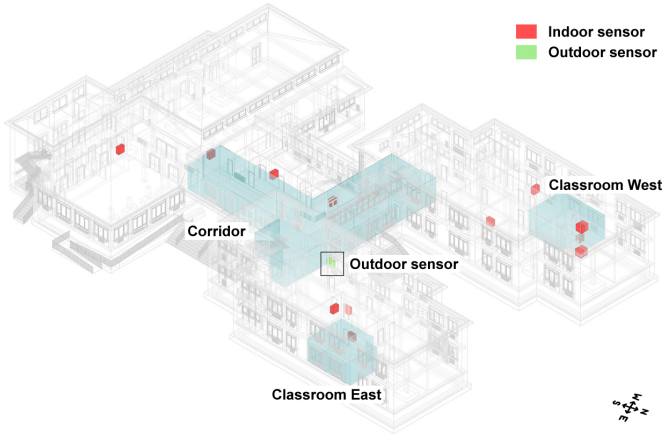 Indoor sensor
Outdoor sensor
Classroom West
Corridor
Outdoor sensor
Classroom East
W
S
N
E